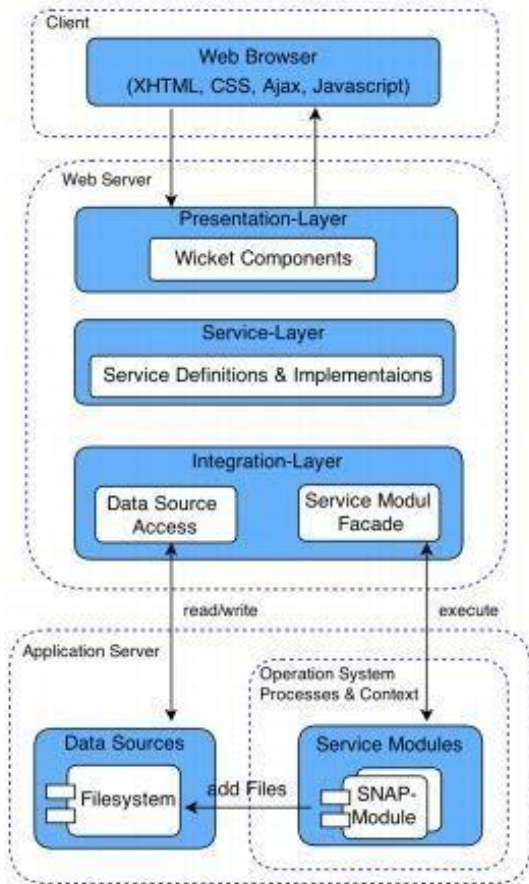 Client
Web Browser
(XHTML, CSS, Ajax, Javascript)
Web Server
Presentation-Layer
Wicket Components
Service-Layer
Service Definitions & Implementaions
Integration-Layer
Data Source
Access
Service Modul
Facade
read/write
execute
Application Server
Operation System
Processes & Context
Data Sources
Filesystem
add Files
Service Modules
SNAP-
Module